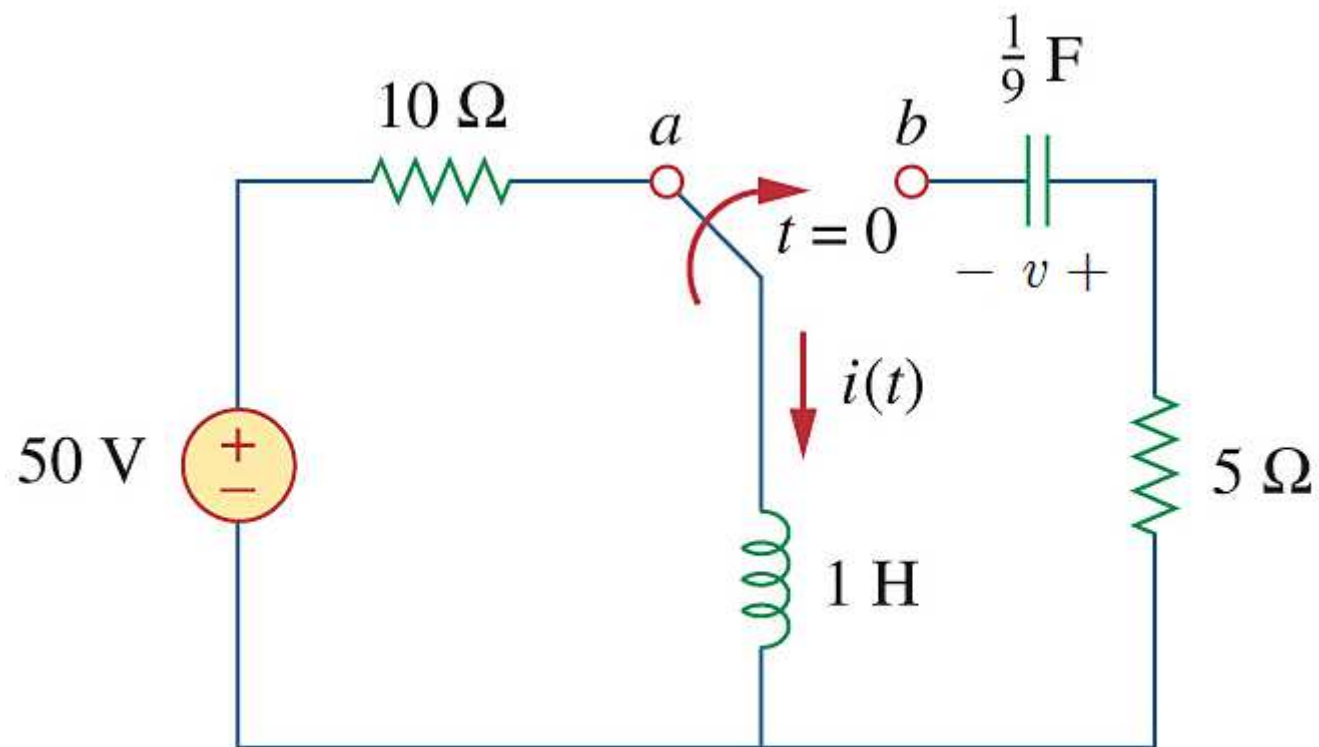 1/9 F
10 Ω
a
b
t = 0
− v +
i(t)
50 V
+
−
5 Ω
1 H